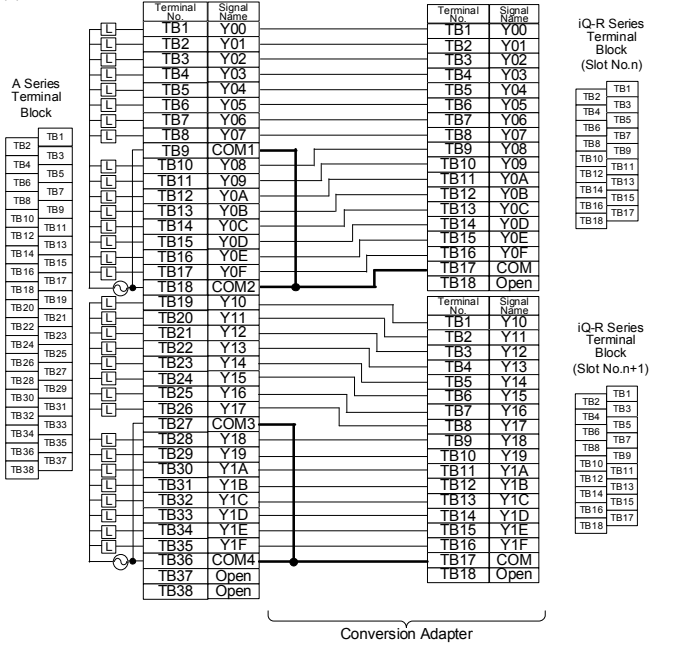 A Series
Terminal
Block
TB1
TB2
TB3
TB4
TB5
TB6
TB7
TB8
TB9
TB10
TB11
TB12
TB13
TB14
TB15
TB16
TB17
TB18
TB19
TB20
TB21
TB22
TB23
TB24
TB25
TB26
TB27
TB28
TB29
TB30
TB31
TB32
TB33
TB34
TB35
TB36
TB37
TB38
Terminal No. Signal Name
L TB1 Y00
L TB2 Y01
L TB3 Y02
L TB4 Y03
L TB5 Y04
L TB6 Y05
L TB7 Y06
L TB8 Y07
TB9 COM1
L TB10 Y08
L TB11 Y09
L TB12 Y0A
L TB13 Y0B
L TB14 Y0C
L TB15 Y0D
L TB16 Y0E
L TB17 Y0F
TB18 COM2
L TB19 Y10
L TB20 Y11
L TB21 Y12
L TB22 Y13
L TB23 Y14
L TB24 Y15
L TB25 Y16
L TB26 Y17
TB27 COM3
L TB28 Y18
L TB29 Y19
L TB30 Y1A
L TB31 Y1B
L TB32 Y1C
L TB33 Y1D
L TB34 Y1E
L TB35 Y1F
TB36 COM4
TB37 Open
TB38 Open
Terminal No. Signal Name
TB1 Y00
TB2 Y01
TB3 Y02
TB4 Y03
TB5 Y04
TB6 Y05
TB7 Y06
TB8 Y07
TB9 Y08
TB10 Y09
TB11 Y0A
TB12 Y0B
TB13 Y0C
TB14 Y0D
TB15 Y0E
TB16 Y0F
TB17 COM
TB18 Open
Terminal No. Signal Name
TB1 Y10
TB2 Y11
TB3 Y12
TB4 Y13
TB5 Y14
TB6 Y15
TB7 Y16
TB8 Y17
TB9 Y18
TB10 Y19
TB11 Y1A
TB12 Y1B
TB13 Y1C
TB14 Y1D
TB15 Y1E
TB16 Y1F
TB17 COM
TB18 Open
iQ-R Series
Terminal
Block
(Slot No.n)
TB1
TB2
TB3
TB4
TB5
TB6
TB7
TB8
TB9
TB10
TB11
TB12
TB13
TB14
TB15
TB16
TB17
TB18
iQ-R Series
Terminal
Block
(Slot No.n+1)
TB1
TB2
TB3
TB4
TB5
TB6
TB7
TB8
TB9
TB10
TB11
TB12
TB13
TB14
TB15
TB16
TB17
TB18
Conversion Adapter